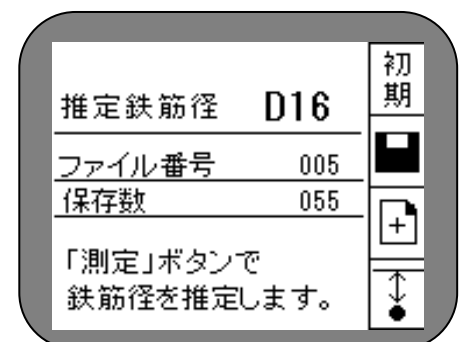 推定鉄筋径 D16
ファイル番号 005
保存数 055
「測定」ボタンで
鉄筋径を推定します。
初
期